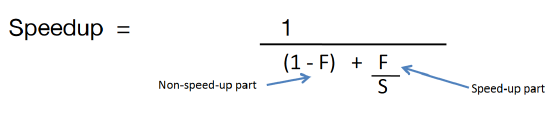 Speedup = 1
(1 - F) + F
S
Non-speed-up part
Speed-up part